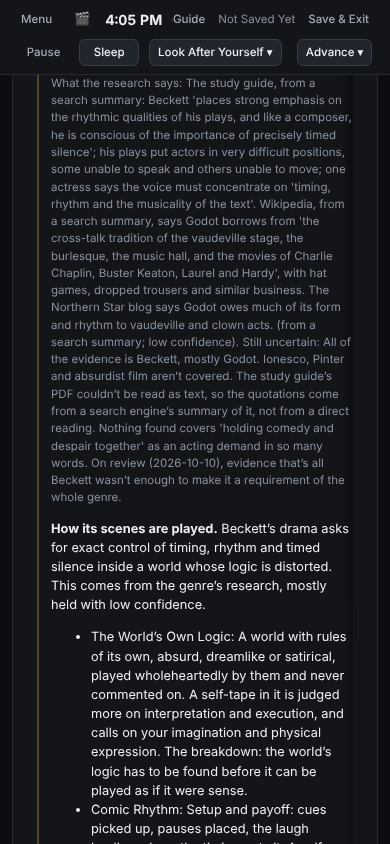 Menu 🎬 4:05 PM Guide Not Saved Yet Save & Exit
Pause Sleep Look After Yourself ▾ Advance ▾
What the research says: The study guide, from a
search summary: Beckett 'places strong emphasis on
the rhythmic qualities of his plays, and like a composer,
he is conscious of the importance of precisely timed
silence'; his plays put actors in very difficult positions,
some unable to speak and others unable to move; one
actress says the voice must concentrate on 'timing,
rhythm and the musicality of the text'. Wikipedia, from
a search summary, says Godot borrows from 'the
cross-talk tradition of the vaudeville stage, the
burlesque, the music hall, and the movies of Charlie
Chaplin, Buster Keaton, Laurel and Hardy', with hat
games, dropped trousers and similar business. The
Northern Star blog says Godot owes much of its form
and rhythm to vaudeville and clown acts. (from a
search summary; low confidence). Still uncertain: All of
the evidence is Beckett, mostly Godot. Ionesco, Pinter
and absurdist film aren't covered. The study guide's
PDF couldn't be read as text, so the quotations come
from a search engine's summary of it, not from a direct
reading. Nothing found covers 'holding comedy and
despair together' as an acting demand in so many
words. On review (2026-10-10), evidence that's all
Beckett wasn't enough to make it a requirement of the
whole genre.
How its scenes are played. Beckett's drama asks
for exact control of timing, rhythm and timed
silence inside a world whose logic is distorted.
This comes from the genre's research, mostly
held with low confidence.
• The World's Own Logic: A world with rules
of its own, absurd, dreamlike or satirical,
played wholeheartedly by them and never
commented on. A self-tape in it is judged
more on interpretation and execution, and
calls on your imagination and physical
expression. The breakdown: the world's
logic has to be found before it can be
played as if it were sense.
• Comic Rhythm: Setup and payoff: cues
picked up, pauses placed, the laugh